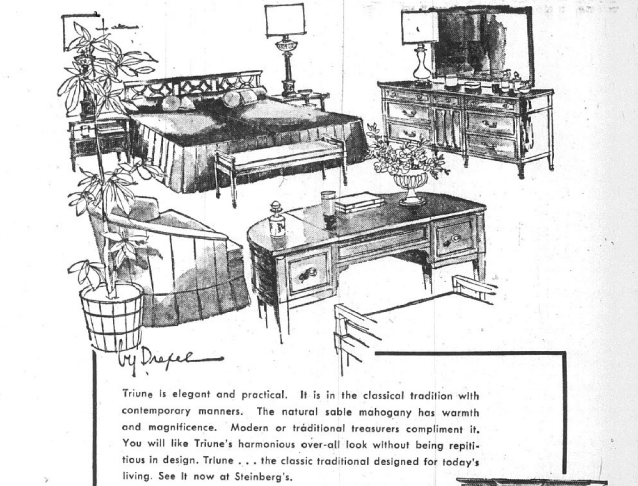 by Drexel
Triune is elegant and practical. It is in the classical tradition with
contemporary manners. The natural sable mahogany has warmth
and magnificence. Modern or traditional treasurers compliment it.
You will like Triune's harmonious over-all look without being repiti-
tious in design. Triune . . . the classic traditional designed for today's
living. See It now at Steinberg's.